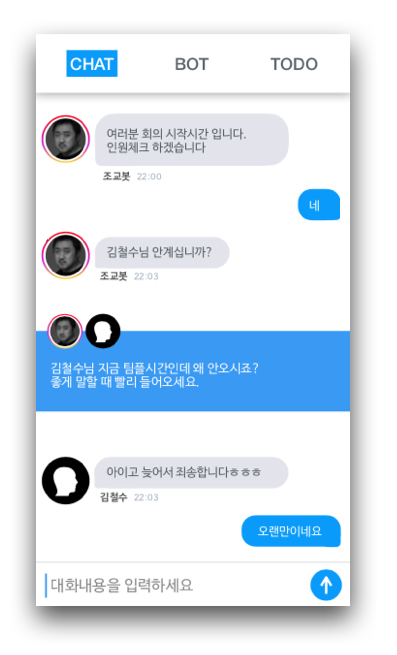 CHAT BOT TODO
여러분 회의 시작시간 입니다.
인원체크 하겠습니다
조교봇 22:00
네
김철수님 안계십니까?
조교봇 22:03
김철수님 지금 팀플시간인데 왜 안오시죠?
좋게 말할 때 빨리 들어오세요.
아이고 늦어서 죄송합니다ㅎㅎㅎ
김철수 22:03
오랜만이네요
대화내용을 입력하세요